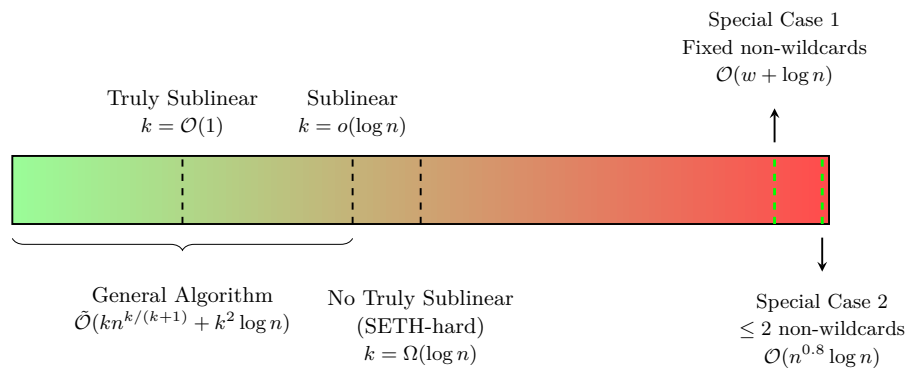 Special Case 1
Fixed non-wildcards
𝒪(w + log n)
Truly Sublinear
k = 𝒪(1)
Sublinear
k = o(log n)
General Algorithm
Õ(kn^{k/(k+1)} + k² log n)
No Truly Sublinear
(SETH-hard)
k = Ω(log n)
Special Case 2
≤ 2 non-wildcards
𝒪(n^{0.8} log n)